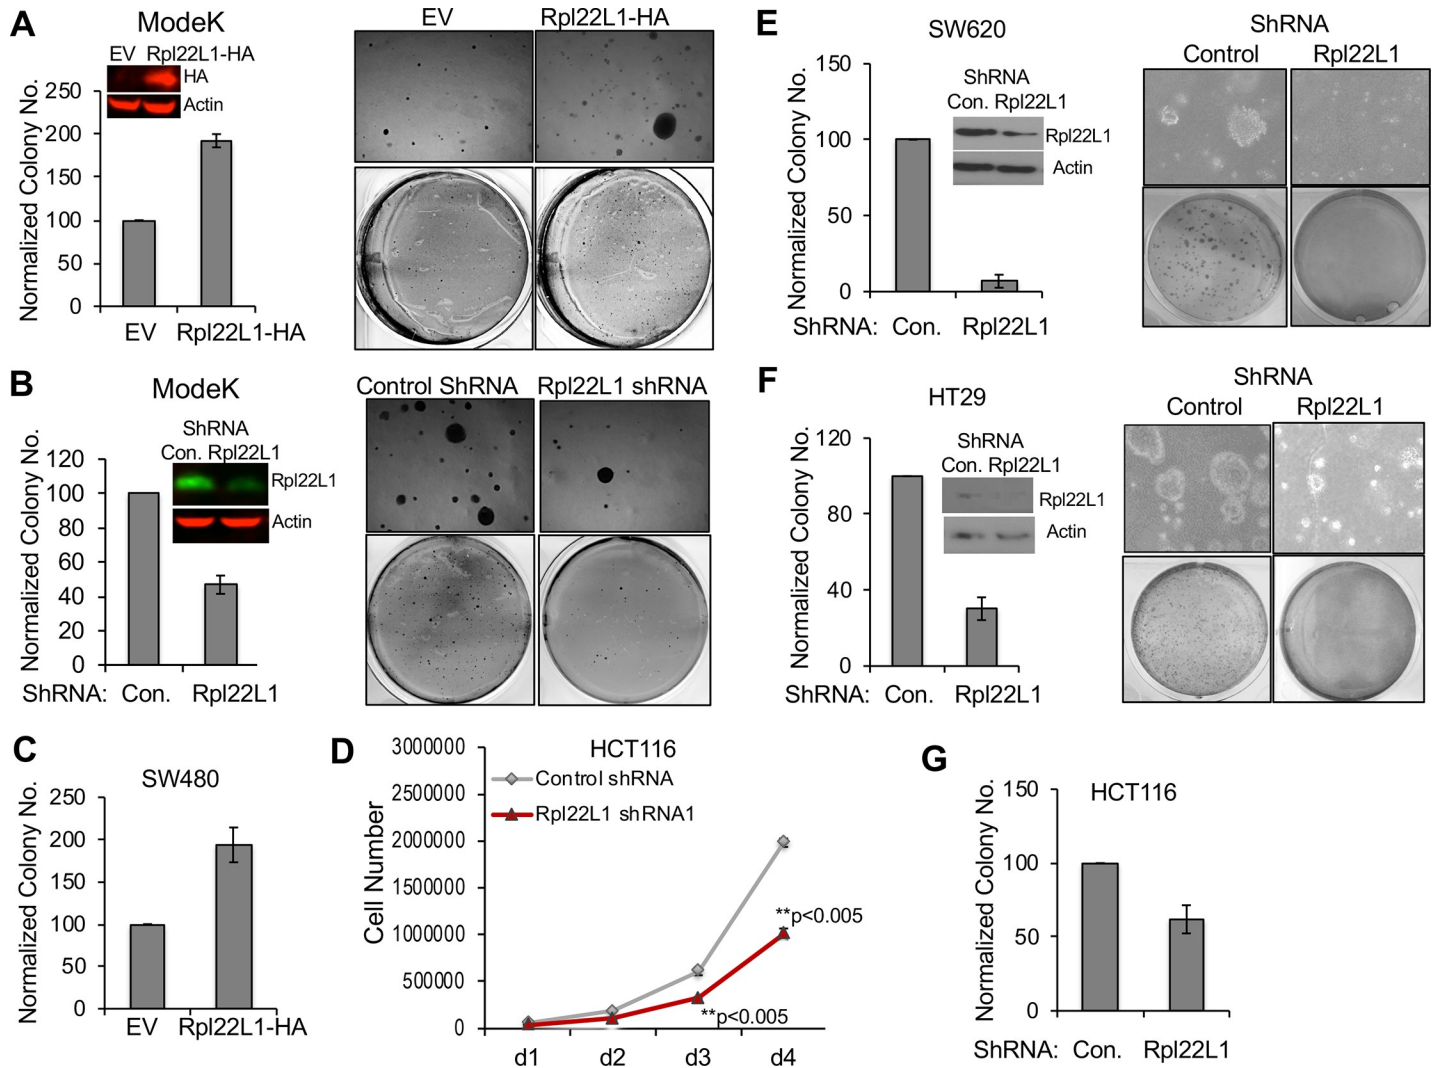 A
ModeK
EV Rpl22L1-HA
HA
Actin
Normalized Colony No.
250
200
150
100
50
0
EV Rpl22L1-HA
EV Rpl22L1-HA
B
ModeK
ShRNA
Con. Rpl22L1
Rpl22L1
Actin
Normalized Colony No.
120
100
80
60
40
20
0
ShRNA: Con. Rpl22L1
Control ShRNA Rpl22L1 shRNA
C
SW480
Normalized Colony No.
250
200
150
100
50
0
EV Rpl22L1-HA
D
HCT116
Control shRNA
Rpl22L1 shRNA1
Cell Number
3000000
2500000
2000000
1500000
1000000
500000
0
**p<0.005
**p<0.005
d1 d2 d3 d4
E
SW620
ShRNA
Con. Rpl22L1
Rpl22L1
Actin
Normalized Colony No.
150
100
50
0
ShRNA: Con. Rpl22L1
ShRNA
Control Rpl22L1
F
HT29
ShRNA
Con. Rpl22L1
Rpl22L1
Actin
Normalized Colony No.
120
80
40
0
ShRNA: Con. Rpl22L1
ShRNA
Control Rpl22L1
G
HCT116
Normalized Colony No.
150
100
50
0
ShRNA: Con. Rpl22L1